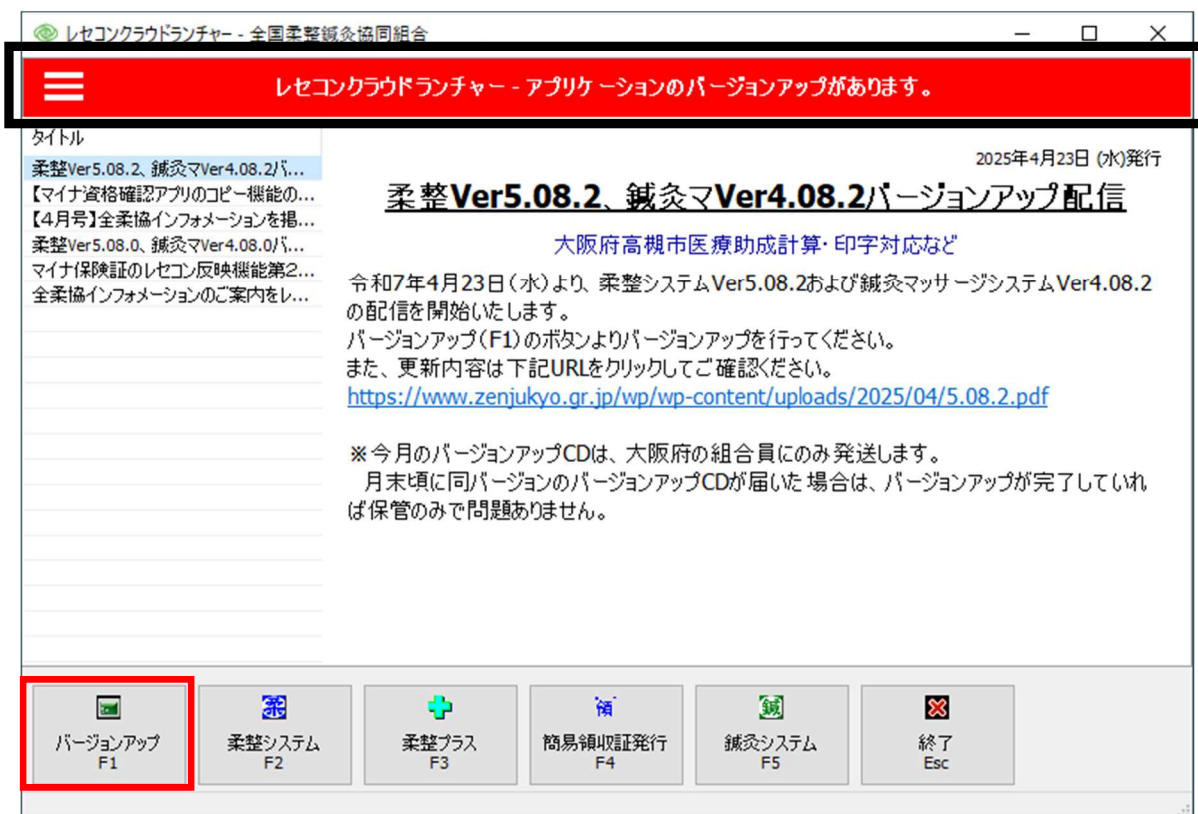 レセコンクラウドランチャー - 全国柔整鍼灸協同組合
レセコンクラウドランチャー - アプリケーションのバージョンアップがあります。
タイトル
柔整Ver5.08.2、鍼灸マVer4.08.2バ...
【マイナ資格確認アプリのコピー機能の...
【4月号】全柔協インフォメーションを掲...
柔整Ver5.08.0、鍼灸マVer4.08.0バ...
マイナ保険証のレセコン反映機能第2...
全柔協インフォメーションのご案内をレ...
2025年4月23日 (水)発行
柔整Ver5.08.2、鍼灸マVer4.08.2バージョンアップ配信
大阪府高槻市医療助成計算・印字対応など
令和7年4月23日（水）より、柔整システムVer5.08.2および鍼灸マッサージシステムVer4.08.2
の配信を開始いたします。
バージョンアップ（F1）のボタンよりバージョンアップを行ってください。
また、更新内容は下記URLをクリックしてご確認ください。
https://www.zenjukyo.gr.jp/wp/wp-content/uploads/2025/04/5.08.2.pdf
※今月のバージョンアップCDは、大阪府の組合員にのみ発送します。
月末頃に同バージョンのバージョンアップCDが届いた場合は、バージョンアップが完了していれ
ば保管のみで問題ありません。
バージョンアップ
F1
柔
柔整システム
F2
柔整プラス
F3
領
簡易領収証発行
F4
鍼
鍼灸システム
F5
終了
Esc